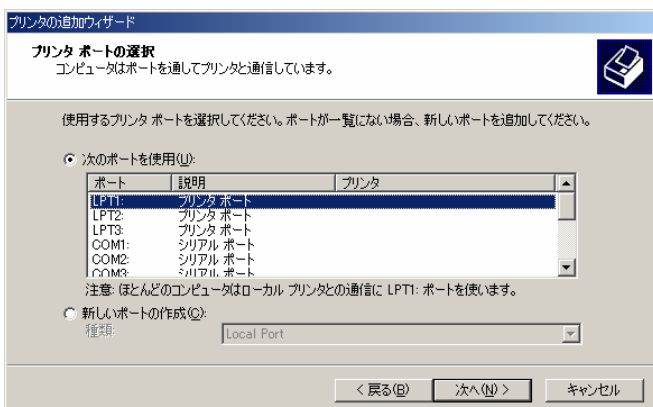 プリンタの追加ウィザード
プリンタ ポートの選択
コンピュータはポートを通してプリンタと通信しています。
使用するプリンタ ポートを選択してください。ポートが一覧にない場合、新しいポートを追加してください。
次のポートを使用(U):
ポート 説明 プリンタ
LPT1: プリンタ ポート
LPT2: プリンタ ポート
LPT3: プリンタ ポート
COM1: シリアル ポート
COM2: シリアル ポート
COM3: シリアル ポート
注意: ほとんどのコンピュータはローカル プリンタとの通信に LPT1: ポートを使います。
新しいポートの作成(C):
種類: Local Port
< 戻る(B) 次へ(N) > キャンセル